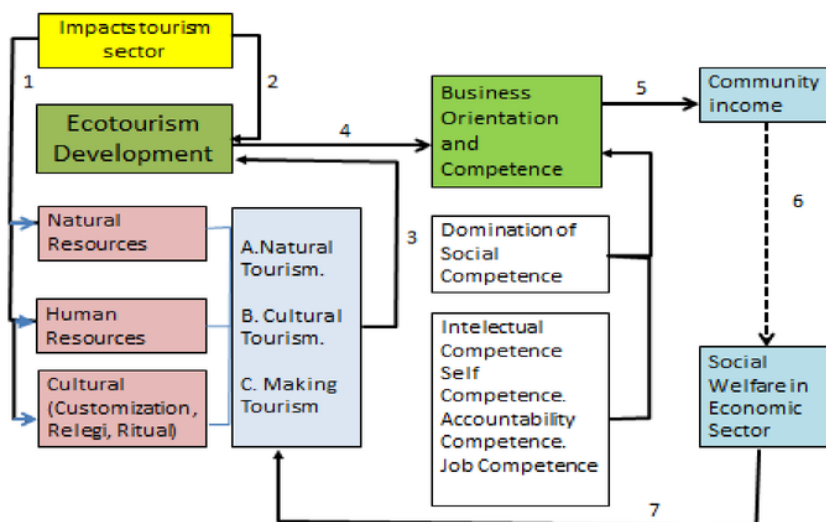 Impacts tourism
sector
1
2
Ecotourism
Development
4
Business
Orientation
and
Competence
5
Community
income
6
Natural
Resources
Human
Resources
Cultural
(Customization,
Relegi, Ritual)
A.Natural
Tourism.
B. Cultural
Tourism.
C. Making
Tourism
3
Domination of
Social
Competence
Intelectual
Competence
Self
Competence.
Accountability
Competence.
Job Competence
Social
Welfare in
Economic
Sector
7